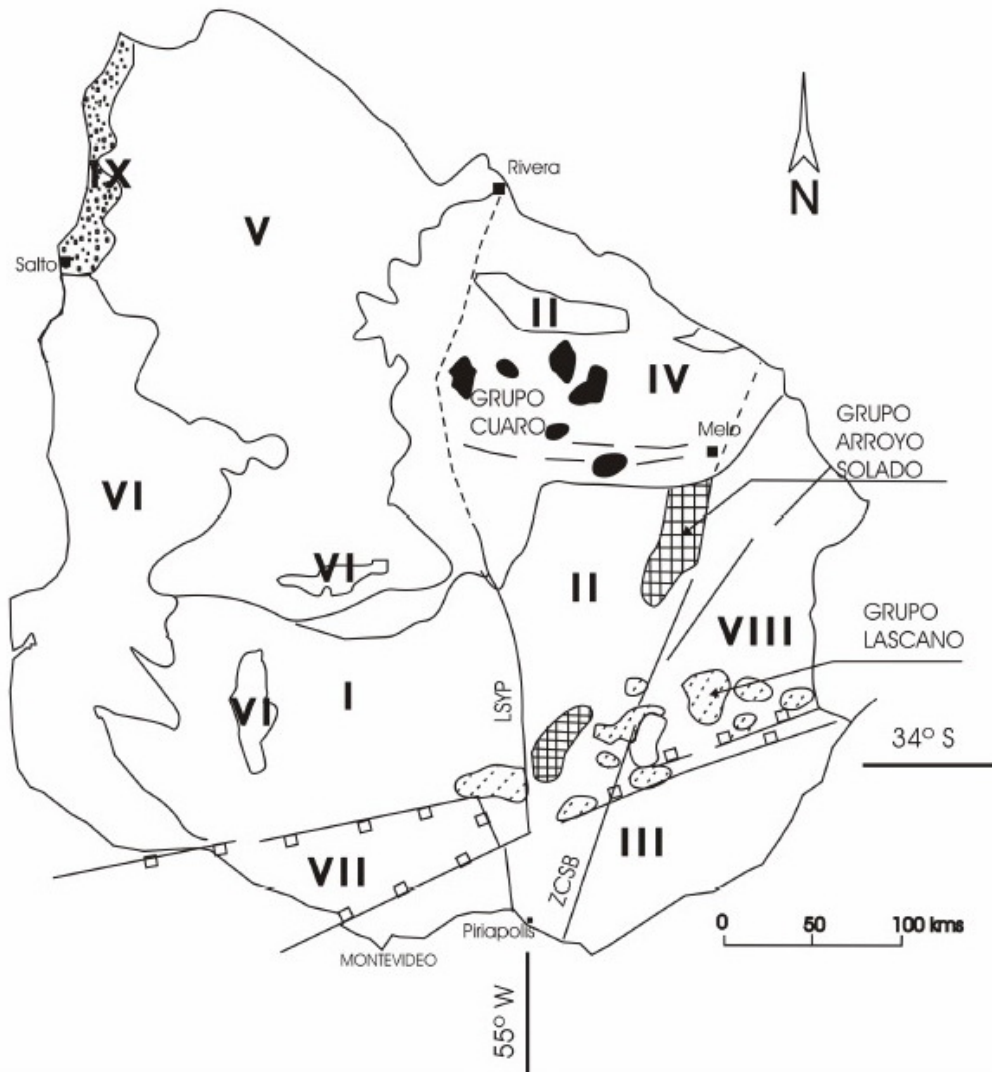 Rivera
IX
N
V
Salto
II
IV
GRUPO
CUARO
Melo
GRUPO
ARROYO
SOLADO
VI
VI
II
VIII
GRUPO
LASCANO
VI
I
LSYP
34° S
VII
III
ZCSB
0 50 100 kms
Piriapolis
MONTEVIDEO
55° W